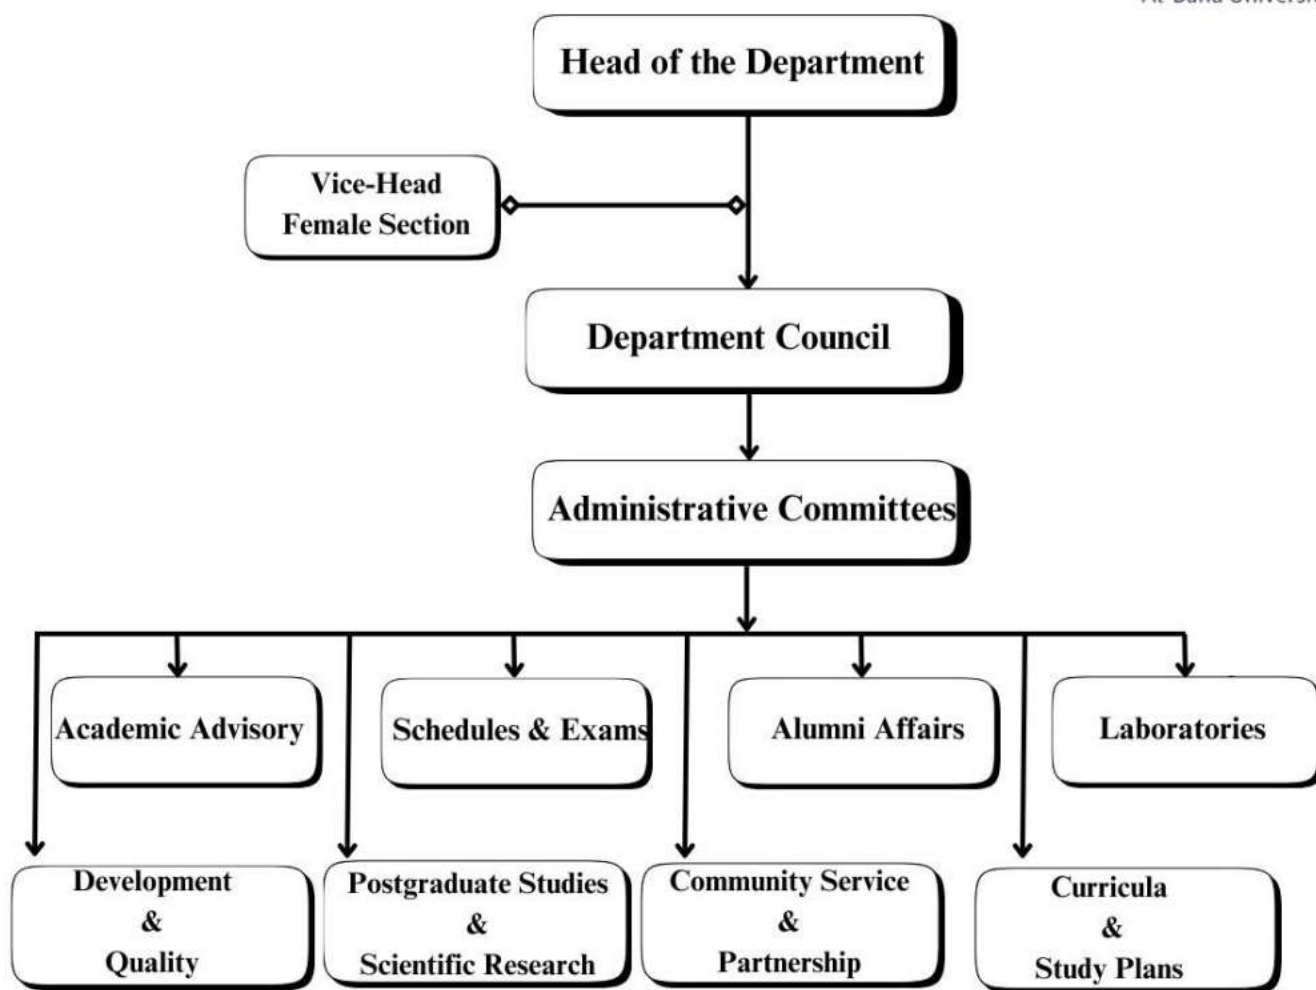 Head of the Department
Vice-Head
Female Section
Department Council
Administrative Committees
Academic Advisory
Schedules & Exams
Alumni Affairs
Laboratories
Development
&
Quality
Postgraduate Studies
&
Scientific Research
Community Service
&
Partnership
Curricula
&
Study Plans